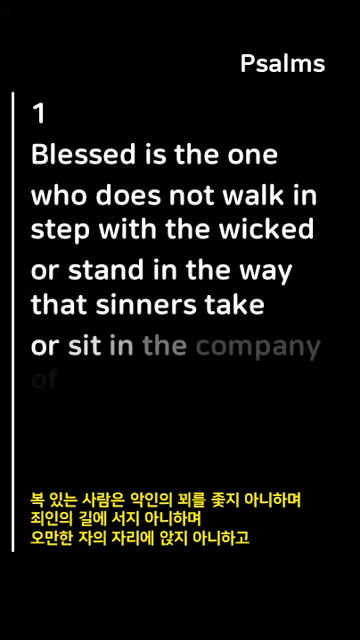 Psalms
1
Blessed is the one
who does not walk in
step with the wicked
or stand in the way
that sinners take
or sit in the company
of
복 있는 사람은 악인의 꾀를 좇지 아니하며
죄인의 길에 서지 아니하며
오만한 자의 자리에 앉지 아니하고